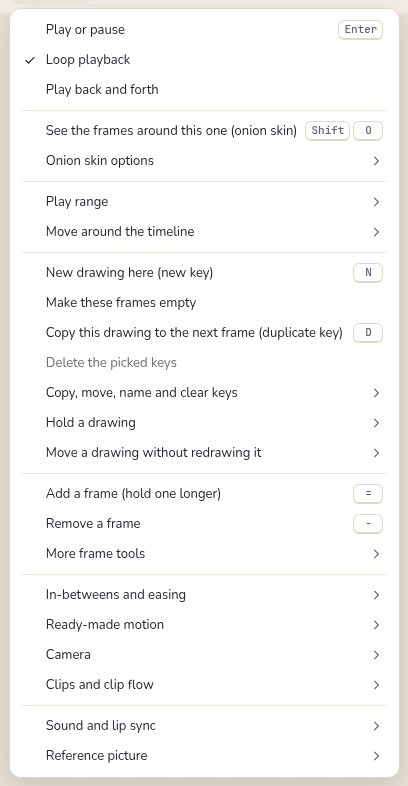 Play or pause Enter
Loop playback
Play back and forth
See the frames around this one (onion skin) Shift O
Onion skin options
Play range
Move around the timeline
New drawing here (new key) N
Make these frames empty
Copy this drawing to the next frame (duplicate key) D
Delete the picked keys
Copy, move, name and clear keys
Hold a drawing
Move a drawing without redrawing it
Add a frame (hold one longer) =
Remove a frame -
More frame tools
In-betweens and easing
Ready-made motion
Camera
Clips and clip flow
Sound and lip sync
Reference picture